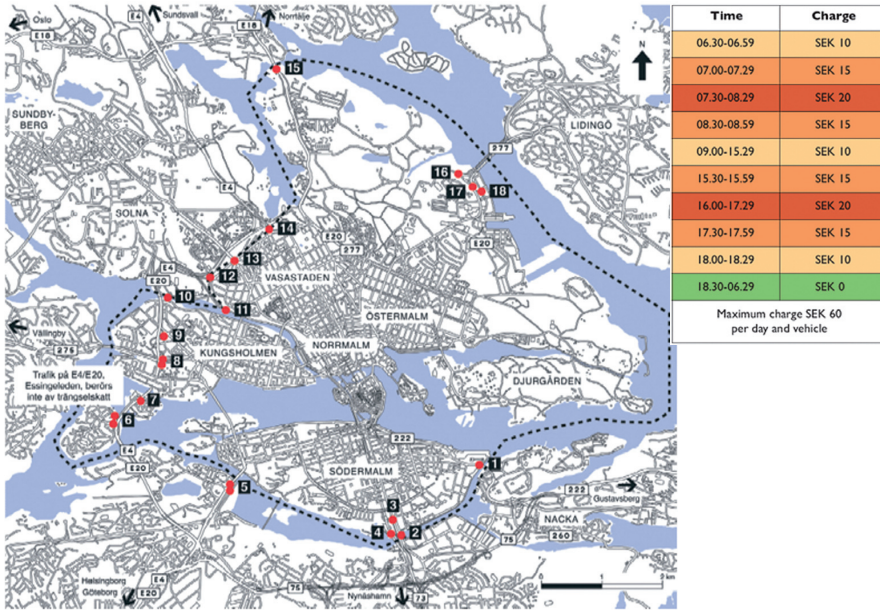 Oslo
E18
E4
Sundsvall
E18
Norrtälje
15
N
SUNDBY-
BERG
LIDINGÖ
277
16
17
18
E4
SOLNA
14
E20
277
E20
13
12
VASASTADEN
E4
E20
10
11
ÖSTERMALM
Vällingby
275
9
8
KUNGSHOLMEN
NORRMALM
DJURGÅRDEN
Trafik på E4/E20,
Essingeleden, berörs
inte av trängselskatt
7
6
222
E4
E20
SÖDERMALM
1
5
222
Gustavsberg
3
4
2
NACKA
75
260
Helsingborg
Göteborg
E4
E20
75
Nynäshamn
73
0 1 2 km
Time Charge
06.30-06.59 SEK 10
07.00-07.29 SEK 15
07.30-08.29 SEK 20
08.30-08.59 SEK 15
09.00-15.29 SEK 10
15.30-15.59 SEK 15
16.00-17.29 SEK 20
17.30-17.59 SEK 15
18.00-18.29 SEK 10
18.30-06.29 SEK 0
Maximum charge SEK 60
per day and vehicle